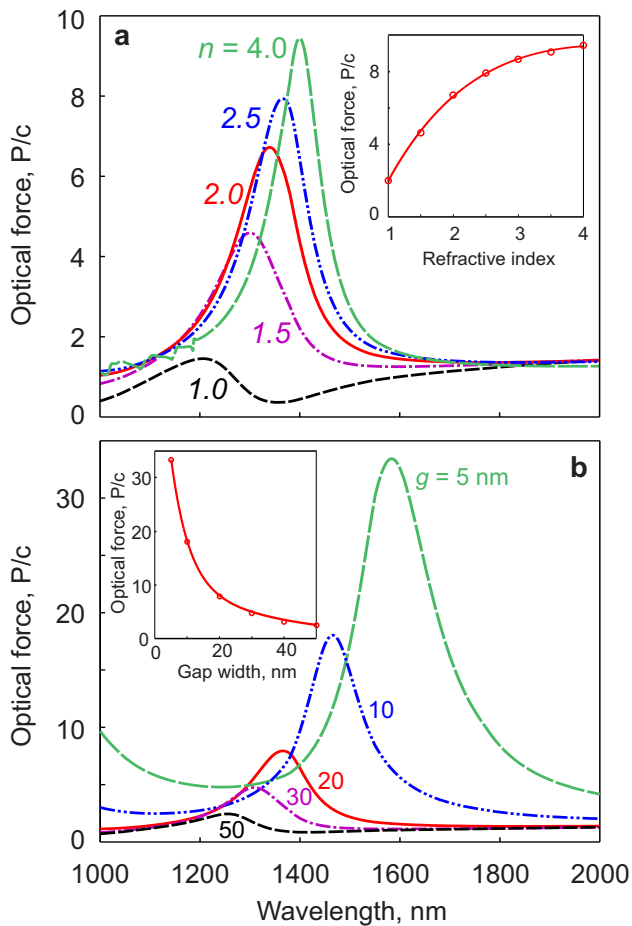 a
Optical force, P/c
10
8
6
4
2
0
n = 4.0
2.5
2.0
1.5
1.0
Optical force, P/c
8
4
0
1 2 3 4
Refractive index
b
Optical force, P/c
30
20
10
0
g = 5 nm
10
20
30
50
Optical force, P/c
30
20
10
0
0 20 40
Gap width, nm
1000 1200 1400 1600 1800 2000
Wavelength, nm